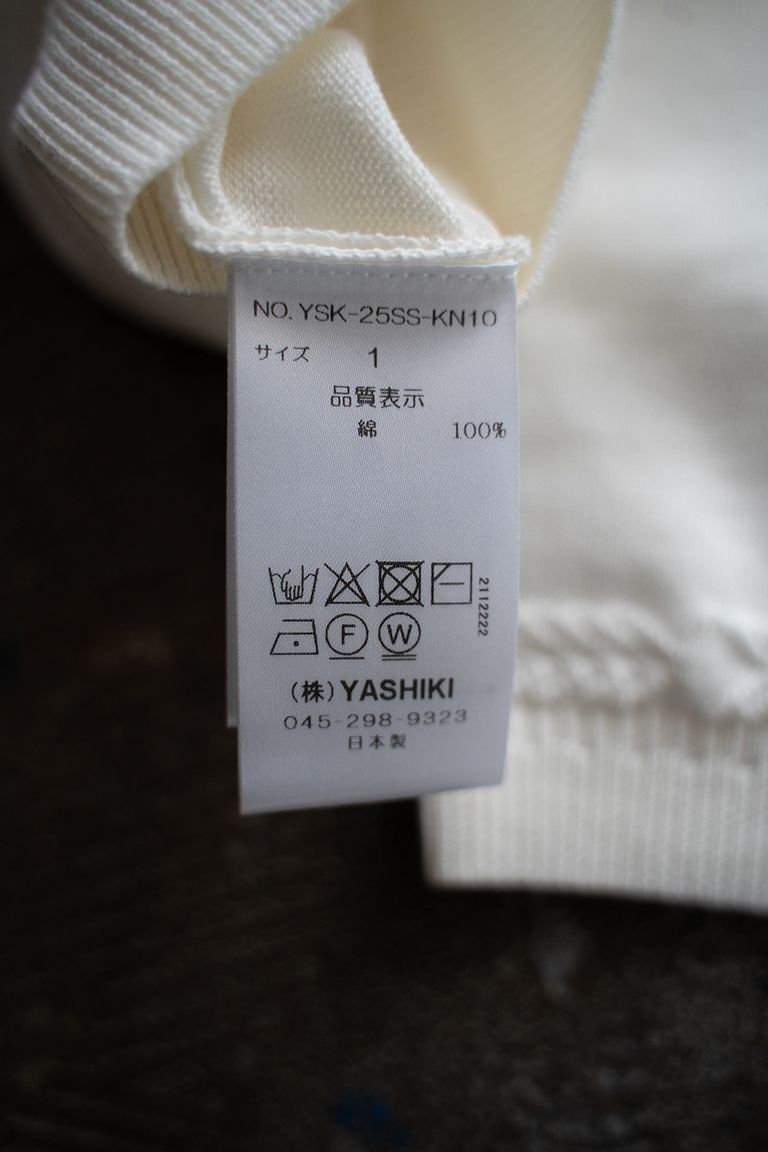 NO. YSK-25SS-KN10
サイズ 1
品質表示
綿 100%
2112222
F W
(株)YASHIKI
045-298-9323
日本製